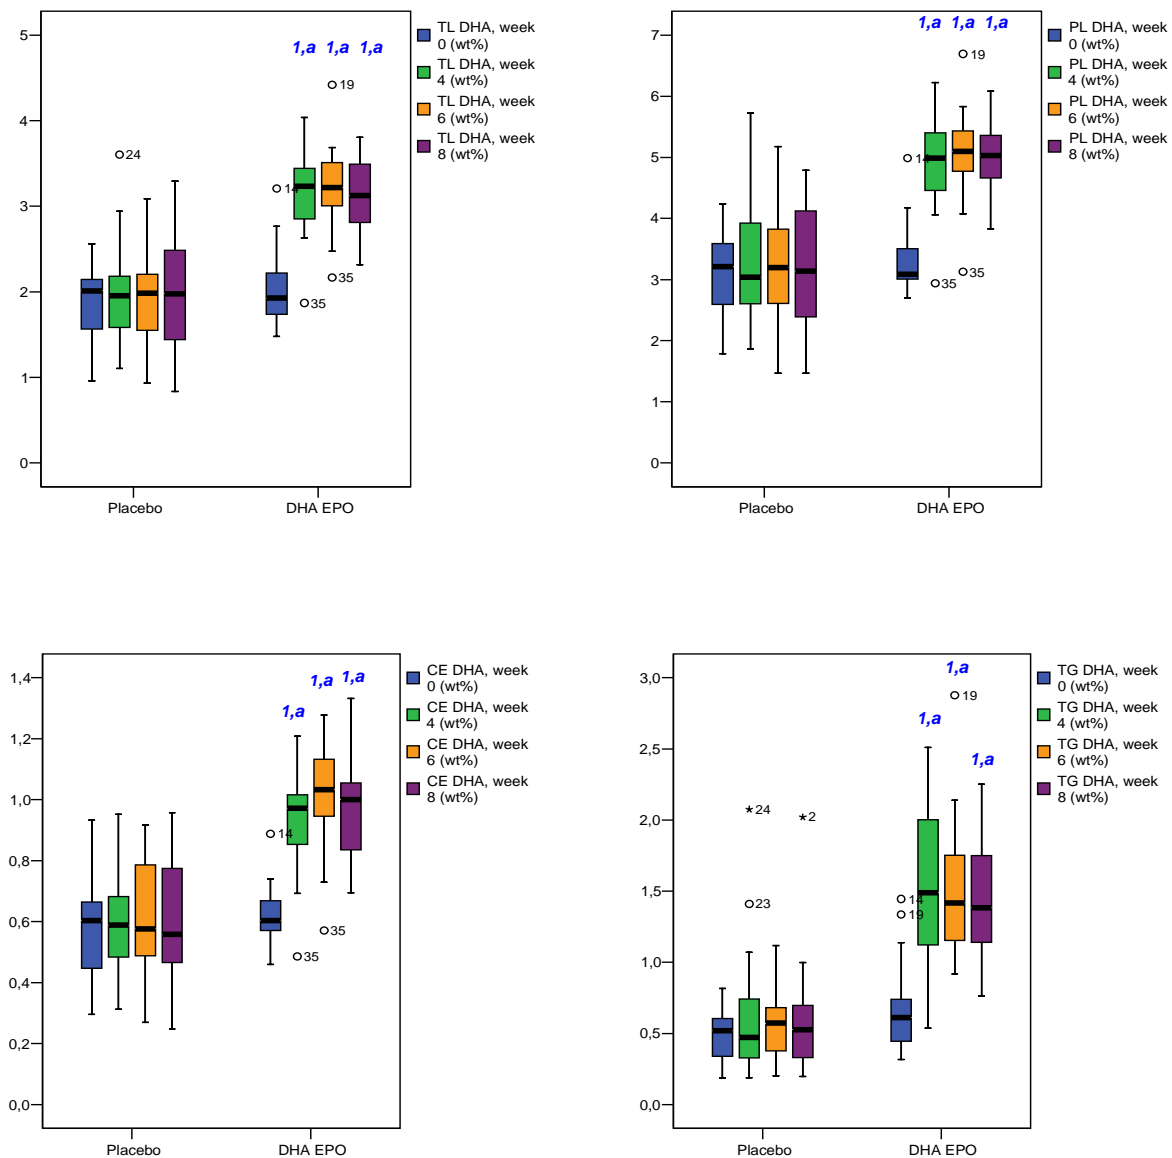 5
4
3
2
1
0
1,a 1,a 1,a
19
24
14
35
35
Placebo
DHA EPO
TL DHA, week
0 (wt%)
TL DHA, week
4 (wt%)
TL DHA, week
6 (wt%)
TL DHA, week
8 (wt%)
7
6
5
4
3
2
1
0
1,a 1,a 1,a
19
14
35
35
Placebo
DHA EPO
PL DHA, week
0 (wt%)
PL DHA, week
4 (wt%)
PL DHA, week
6 (wt%)
PL DHA, week
8 (wt%)
1,4
1,2
1,0
0,8
0,6
0,4
0,2
0,0
1,a
1,a
1,a
14
35
35
Placebo
DHA EPO
CE DHA, week
0 (wt%)
CE DHA, week
4 (wt%)
CE DHA, week
6 (wt%)
CE DHA, week
8 (wt%)
3,0
2,5
2,0
1,5
1,0
0,5
0,0
1,a
19
1,a
1,a
*24
*2
23
14
19
Placebo
DHA EPO
TG DHA, week
0 (wt%)
TG DHA, week
4 (wt%)
TG DHA, week
6 (wt%)
TG DHA, week
8 (wt%)